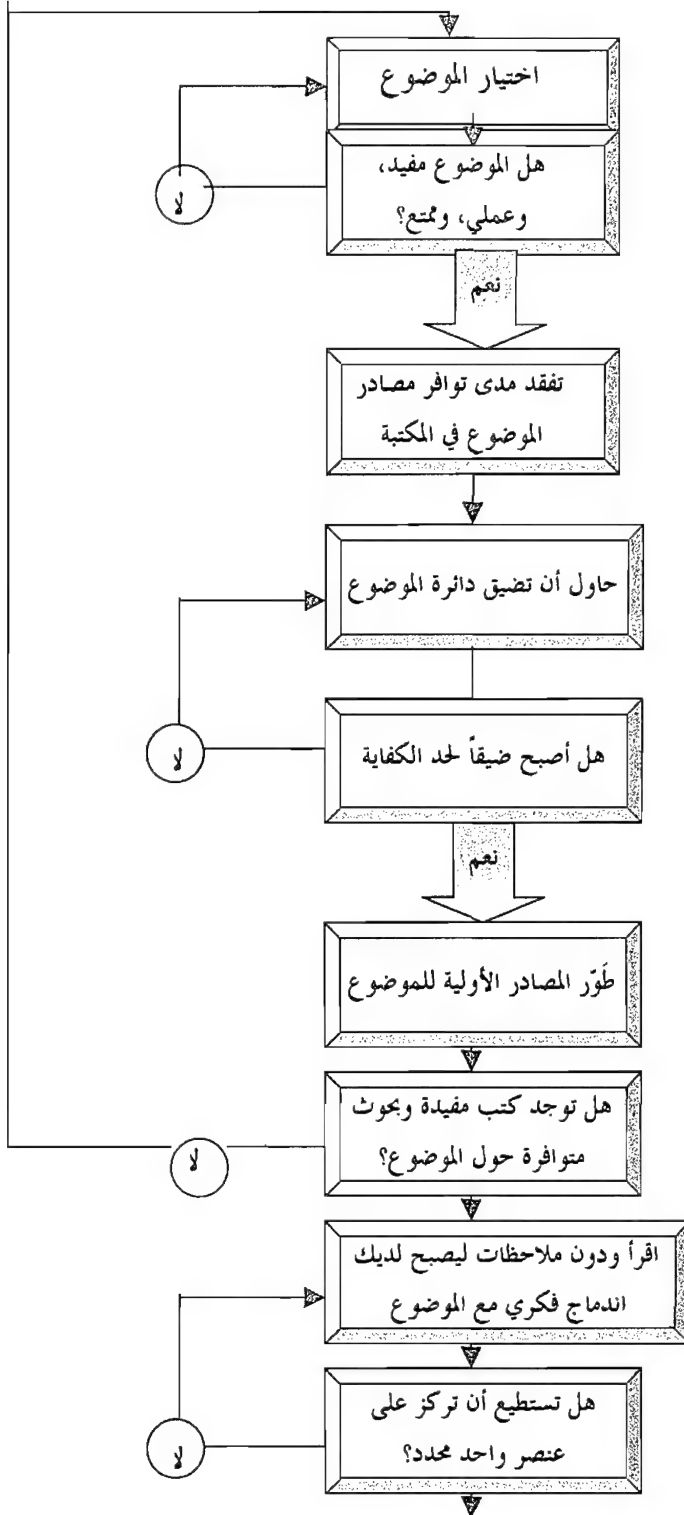 اختيار الموضوع
هل الموضوع مفيد،
وعملي، وممتع؟
لا
نعم
تفقد مدى توافر مصادر
الموضوع في المكتبة
حاول أن تضيق دائرة الموضوع
هل أصبح ضيقاً لحد الكفاية
لا
نعم
طَوّر المصادر الأولية للموضوع
هل توجد كتب مفيدة وبحوث
متوافرة حول الموضوع؟
لا
اقرأ ودون ملاحظات ليصبح لديك
اندماج فكري مع الموضوع
هل تستطيع أن تركز على
عنصر واحد محدد؟
لا